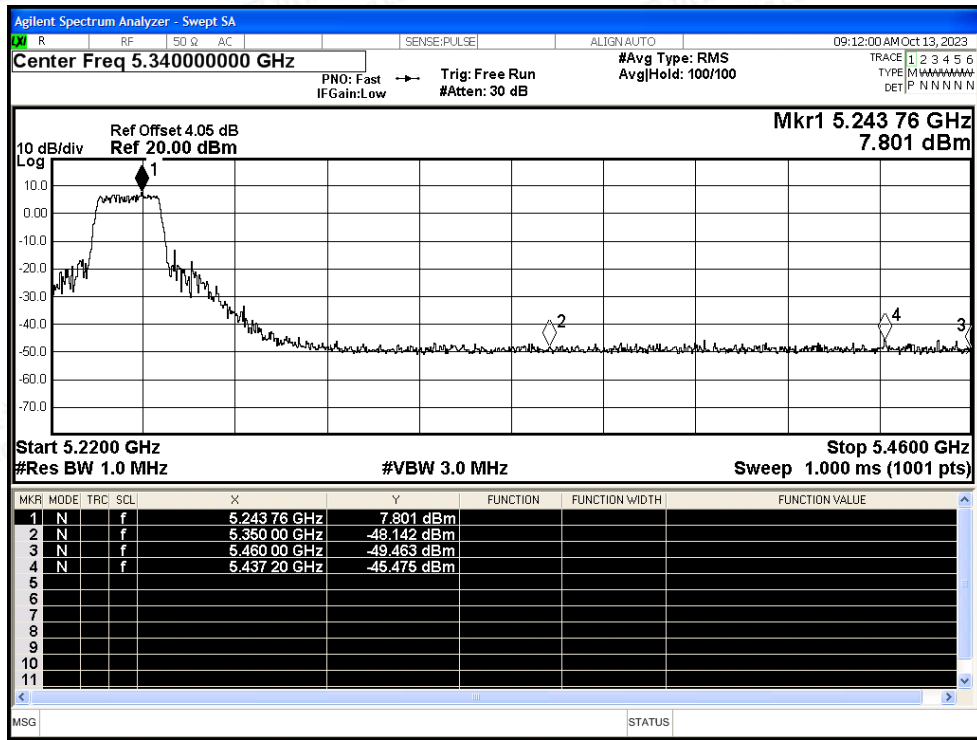 Agilent Spectrum Analyzer - Swept SA
LXI R RF 50 Ω AC SENSE:PULSE ALIGN AUTO 09:12:00 AM Oct 13, 2023
Center Freq 5.340000000 GHz
PNO: Fast
IFGain:Low
Trig: Free Run
#Atten: 30 dB
#Avg Type: RMS
Avg|Hold: 100/100
TRACE 1 2 3 4 5 6
TYPE M
DET P N N N N N
Mkr1 5.243 76 GHz
7.801 dBm
Ref Offset 4.05 dB
10 dB/div Ref 20.00 dBm
Log
10.0
0.00
-10.0
-20.0
-30.0
-40.0
-50.0
-60.0
-70.0
1
2
4
3
Start 5.2200 GHz Stop 5.4600 GHz
#Res BW 1.0 MHz #VBW 3.0 MHz Sweep 1.000 ms (1001 pts)
MKR MODE TRC SCL X Y FUNCTION FUNCTION WIDTH FUNCTION VALUE
1 N f 5.243 76 GHz 7.801 dBm
2 N f 5.350 00 GHz -48.142 dBm
3 N f 5.460 00 GHz -49.463 dBm
4 N f 5.437 20 GHz -45.475 dBm
5
6
7
8
9
10
11
MSG STATUS